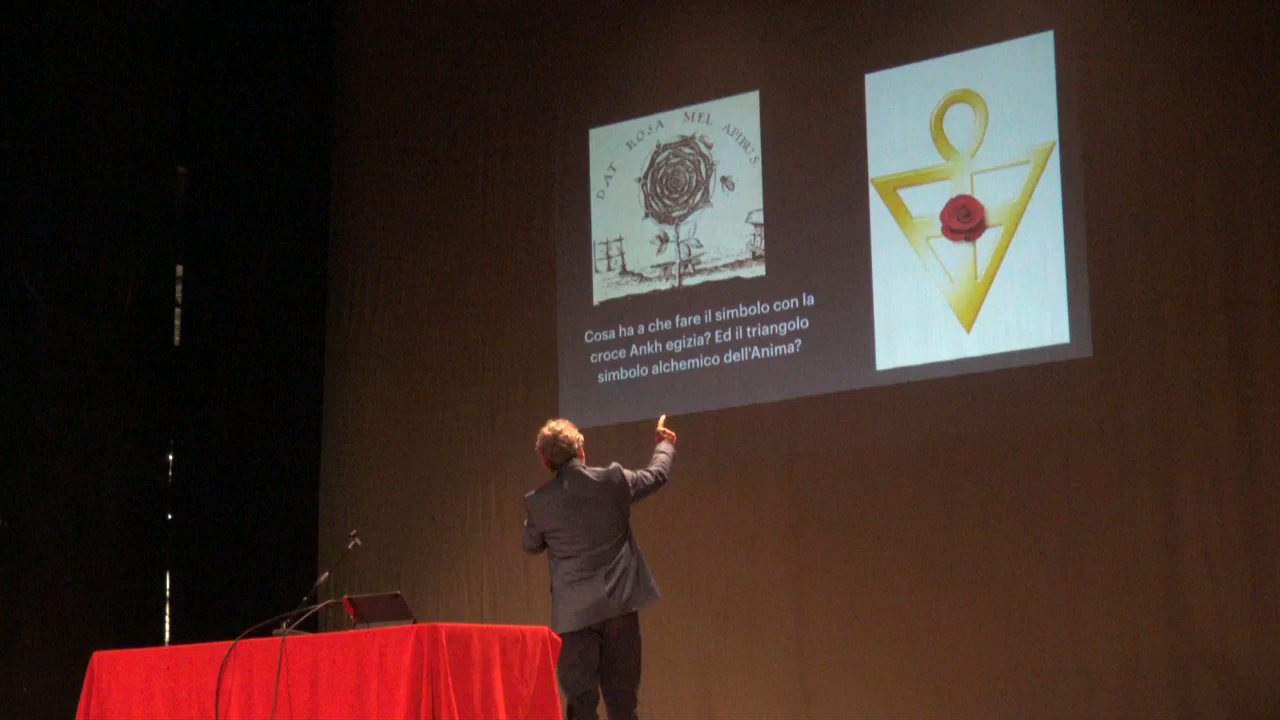 DAT ROSA MEL APIBUS
Cosa ha a che fare il simbolo con la
croce Ankh egizia? Ed il triangolo
simbolo alchemico dell'Anima?